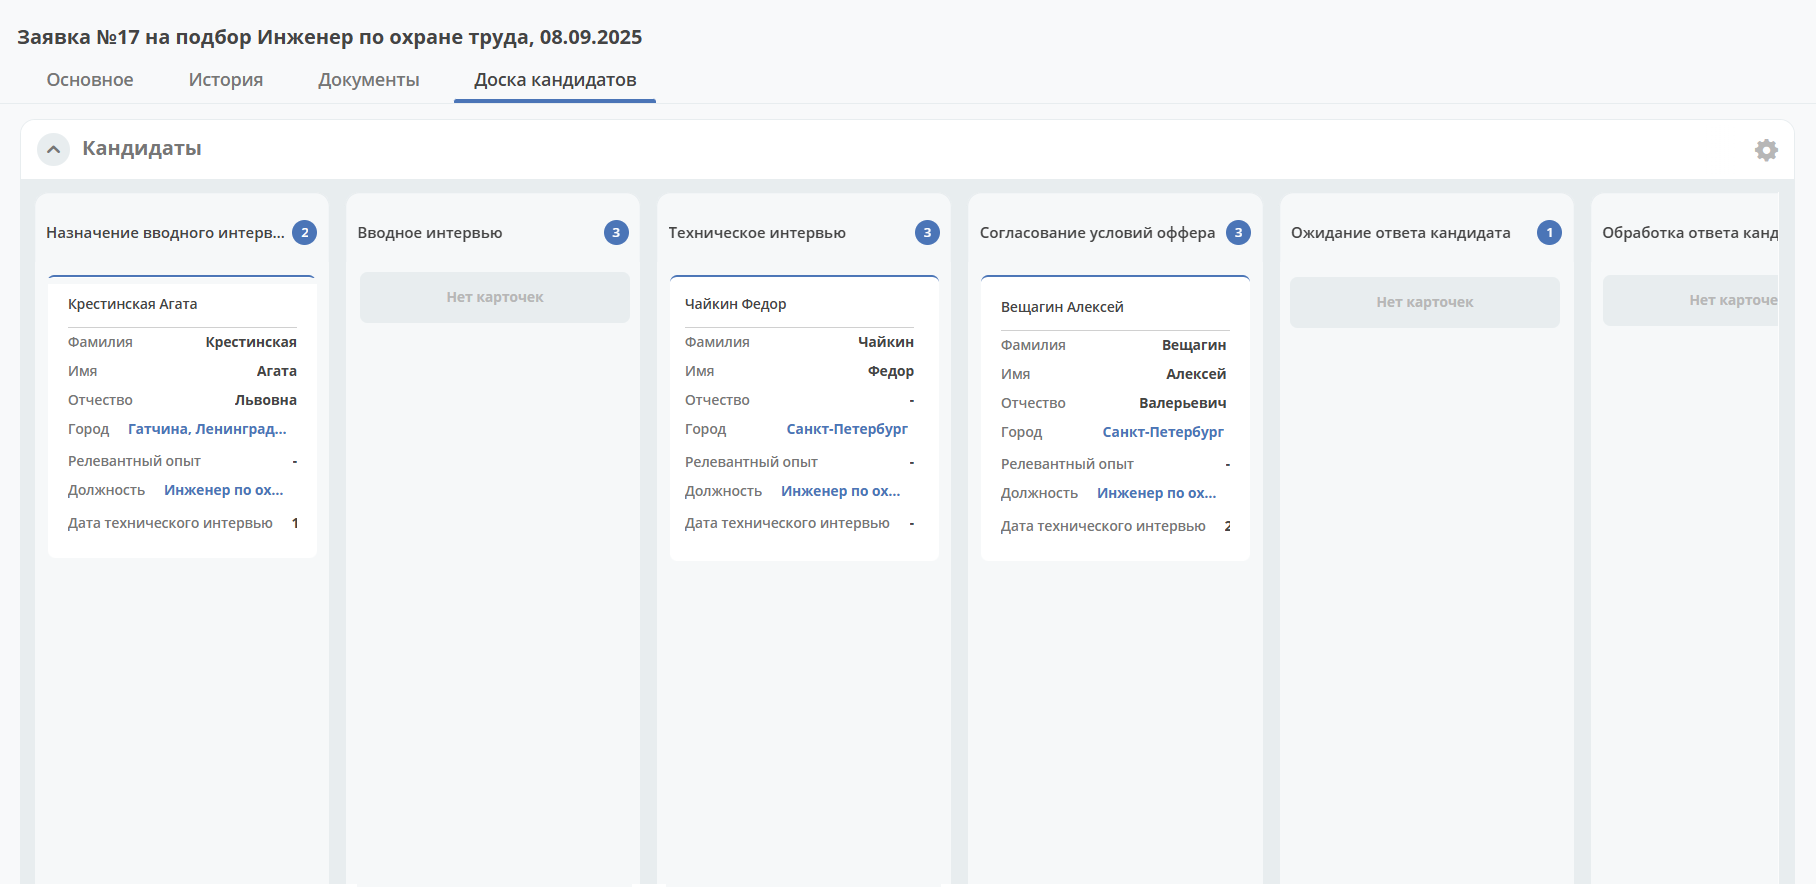 Заявка №17 на подбор Инженер по охране труда, 08.09.2025
Основное История Документы Доска кандидатов
Кандидаты
Назначение вводного интерв... 2
Крестинская Агата
Фамилия Крестинская
Имя Агата
Отчество Львовна
Город Гатчина, Ленинград...
Релевантный опыт -
Должность Инженер по ох...
Дата технического интервью 1
Вводное интервью 3
Нет карточек
Техническое интервью 3
Чайкин Федор
Фамилия Чайкин
Имя Федор
Отчество -
Город Санкт-Петербург
Релевантный опыт -
Должность Инженер по ох...
Дата технического интервью -
Согласование условий оффера 3
Вещагин Алексей
Фамилия Вещагин
Имя Алексей
Отчество Валерьевич
Город Санкт-Петербург
Релевантный опыт -
Должность Инженер по ох...
Дата технического интервью 2
Ожидание ответа кандидата 1
Нет карточек
Обработка ответа канд
Нет карточе